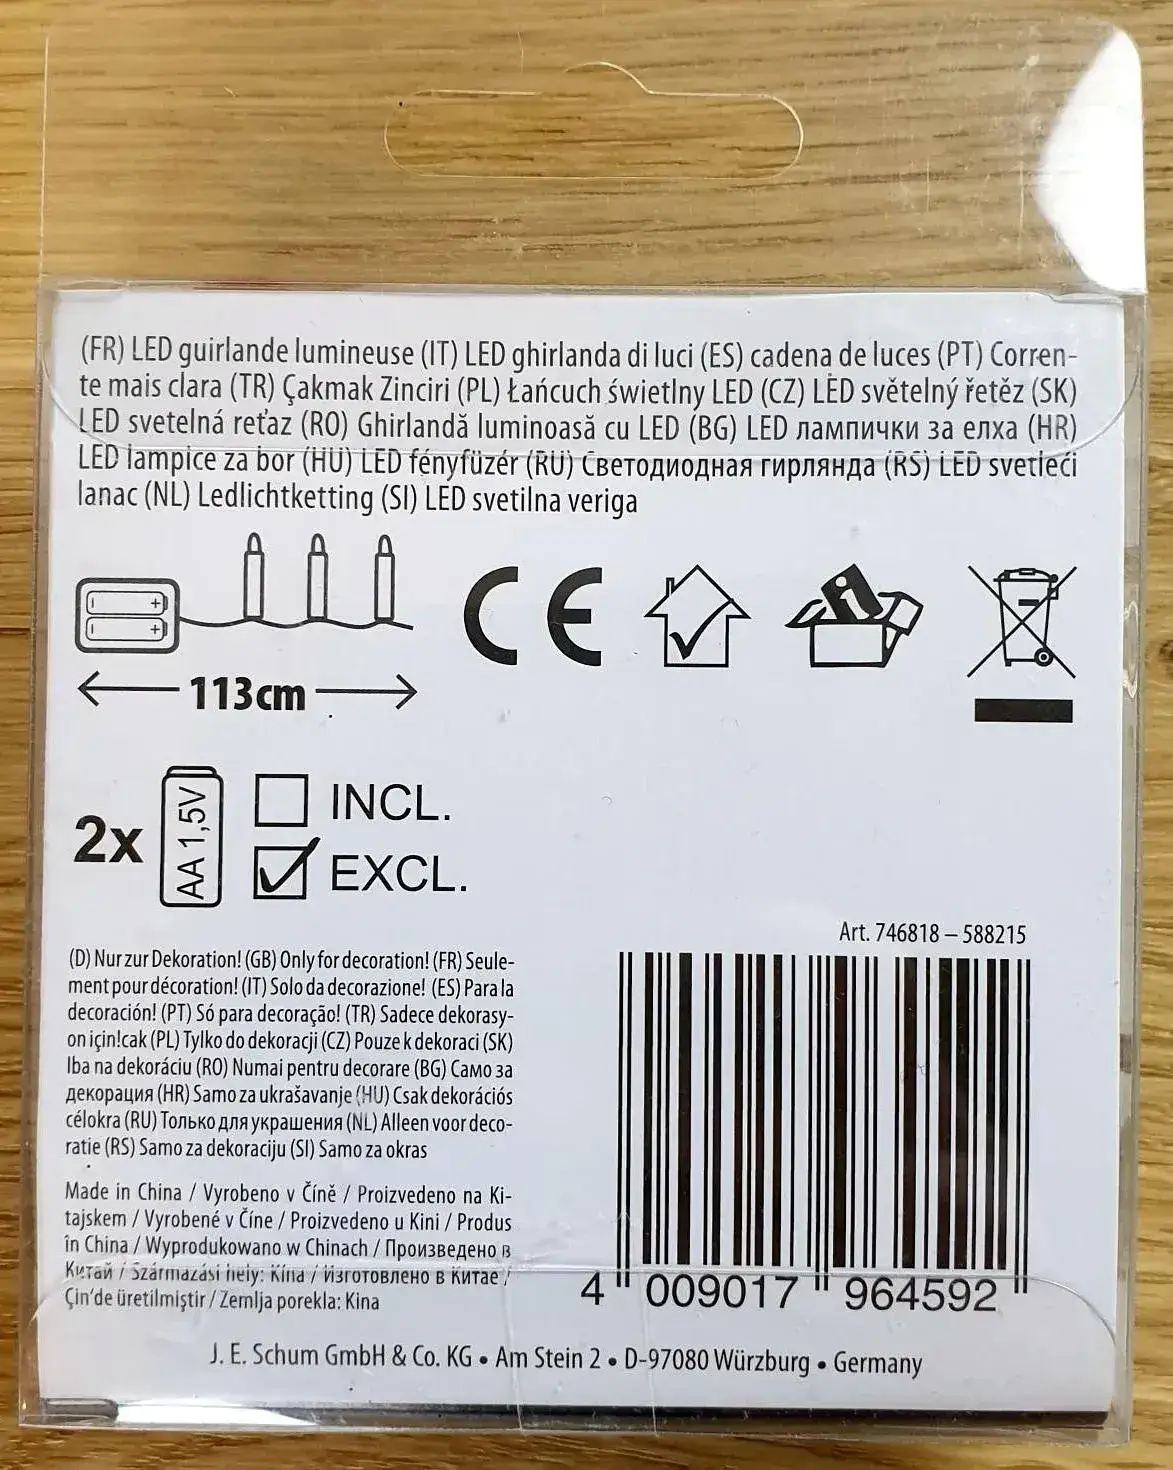 (FR) LED guirlande lumineuse (IT) LED ghirlanda di luci (ES) cadena de luces (PT) Corren-
te mais clara (TR) Çakmak Zinciri (PL) Łańcuch świetlny LED (CZ) LED světelný řetěz (SK)
LED svetelná reťaz (RO) Ghirlandă luminoasă cu LED (BG) LED лампички за елха (HR)
LED lampice za bor (HU) LED fényfüzér (RU) Светодиодная гирлянда (RS) LED svetleći
lanac (NL) Ledlichtketting (SI) LED svetilna veriga
113cm
CE
2x
AA 1,5V
INCL.
EXCL.
Art. 746818 – 588215
(D) Nur zur Dekoration! (GB) Only for decoration! (FR) Seule-
ment pour décoration! (IT) Solo da decorazione! (ES) Para la
decoración! (PT) Só para decoração! (TR) Sadece dekorasy-
on için!cak (PL) Tylko do dekoracji (CZ) Pouze k dekoraci (SK)
Iba na dekoráciu (RO) Numai pentru decorare (BG) Само за
декорация (HR) Samo za ukrašavanje (HU) Csak dekorációs
célokra (RU) Только для украшения (NL) Alleen voor deco-
ratie (RS) Samo za dekoraciju (SI) Samo za okras
Made in China / Vyrobeno v Číně / Proizvedeno na Ki-
tajskem / Vyrobené v Číne / Proizvedeno u Kini / Produs
în China / Wyprodukowano w Chinach / Произведено в
Китай / Származási hely: Kína / Изготовлено в Китае /
Çin'de üretilmiştir / Zemlja porekla: Kina
4 009017 964592
J. E. Schum GmbH & Co. KG • Am Stein 2 • D-97080 Würzburg • Germany